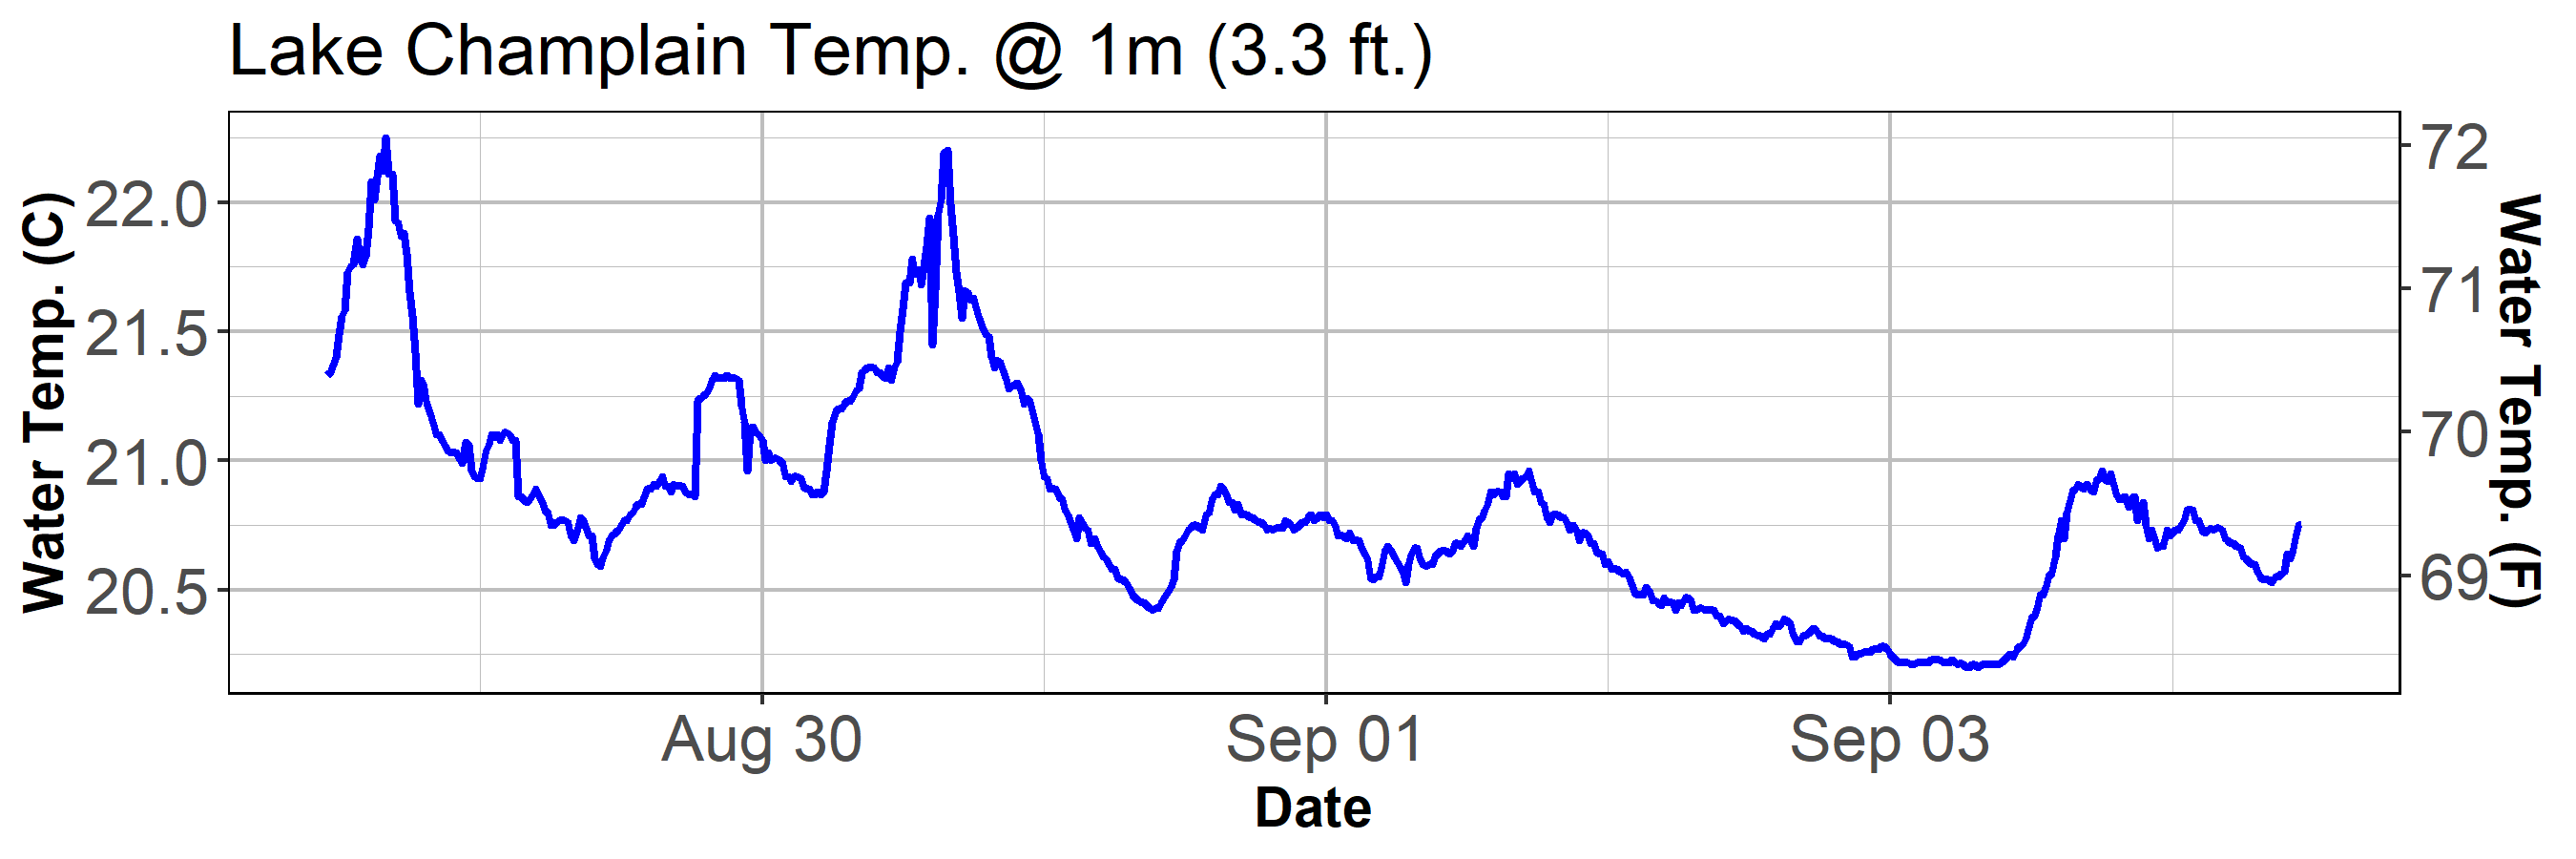 Lake Champlain Temp. @ 1m (3.3 ft.)
Water Temp. (C)
22.0
21.5
21.0
20.5
72
71
70
69
Water Temp. (F)
Aug 30
Sep 01
Sep 03
Date